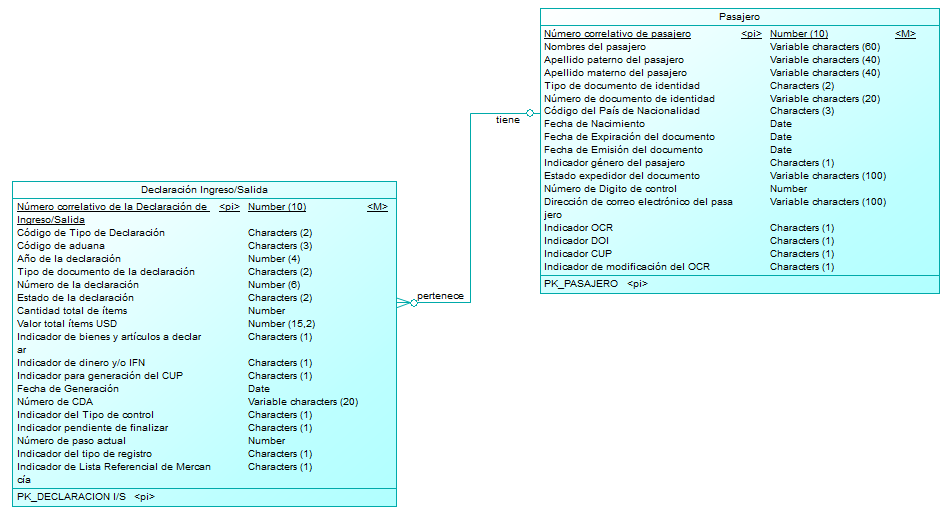 Pasajero
Número correlativo de pasajero <pi> Number (10) <M>
Nombres del pasajero Variable characters (60)
Apellido paterno del pasajero Variable characters (40)
Apellido materno del pasajero Variable characters (40)
Tipo de documento de identidad Characters (2)
Número de documento de identidad Variable characters (20)
Código del País de Nacionalidad Characters (3)
Fecha de Nacimiento Date
Fecha de Expiración del documento Date
Fecha de Emisión del documento Date
Indicador género del pasajero Characters (1)
Estado expedidor del documento Variable characters (100)
Número de Digito de control Number
Dirección de correo electrónico del pasa Variable characters (100)
jero
Indicador OCR Characters (1)
Indicador DOI Characters (1)
Indicador CUP Characters (1)
Indicador de modificación del OCR Characters (1)
PK_PASAJERO <pi>
tiene
pertenece
Declaración Ingreso/Salida
Número correlativo de la Declaración de <pi> Number (10) <M>
Ingreso/Salida
Código de Tipo de Declaración Characters (2)
Código de aduana Characters (3)
Año de la declaración Number (4)
Tipo de documento de la declaración Characters (2)
Número de la declaración Number (6)
Estado de la declaración Characters (2)
Cantidad total de ítems Number
Valor total ítems USD Number (15,2)
Indicador de bienes y artículos a declar Characters (1)
ar
Indicador de dinero y/o IFN Characters (1)
Indicador para generación del CUP Characters (1)
Fecha de Generación Date
Número de CDA Variable characters (20)
Indicador del Tipo de control Characters (1)
Indicador pendiente de finalizar Characters (1)
Número de paso actual Number
Indicador del tipo de registro Characters (1)
Indicador de Lista Referencial de Mercan Characters (1)
cía
PK_DECLARACION I/S <pi>